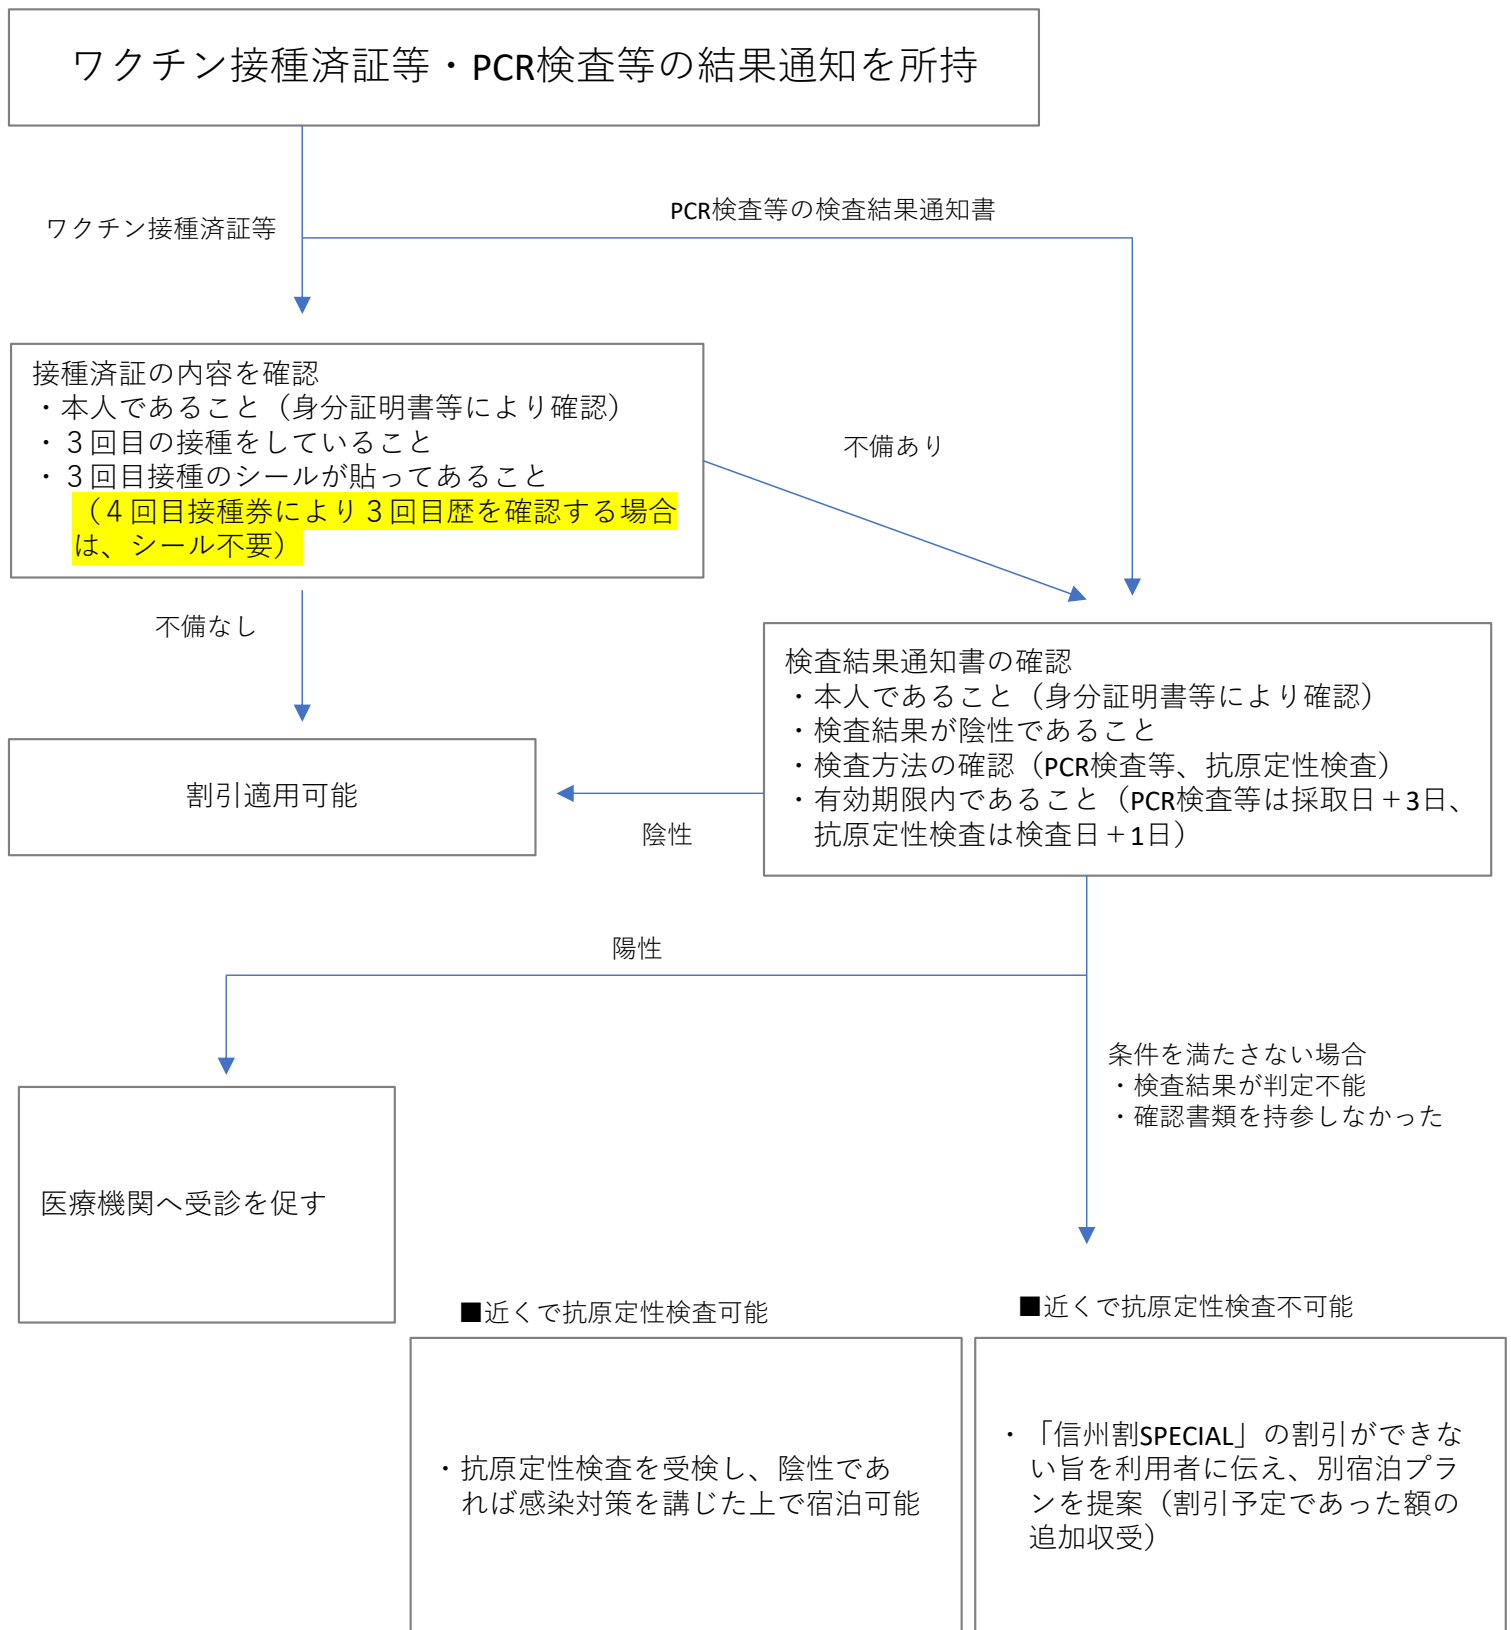 ワクチン接種済証等・PCR検査等の結果通知を所持
PCR検査等の検査結果通知書
ワクチン接種済証等
接種済証の内容を確認
・本人であること（身分証明書等により確認）
・３回目の接種をしていること
・３回目接種のシールが貼ってあること
（４回目接種券により３回目歴を確認する場合
は、シール不要）
不備あり
不備なし
検査結果通知書の確認
・本人であること（身分証明書等により確認）
・検査結果が陰性であること
・検査方法の確認（PCR検査等、抗原定性検査）
・有効期限内であること（PCR検査等は採取日＋3日、
抗原定性検査は検査日＋1日）
割引適用可能
陰性
陽性
条件を満たさない場合
・検査結果が判定不能
・確認書類を持参しなかった
医療機関へ受診を促す
■近くで抗原定性検査可能
・抗原定性検査を受検し、陰性であ
れば感染対策を講じた上で宿泊可能
■近くで抗原定性検査不可能
・「信州割SPECIAL」の割引ができな
い旨を利用者に伝え、別宿泊プラ
ンを提案（割引予定であった額の
追加収受）